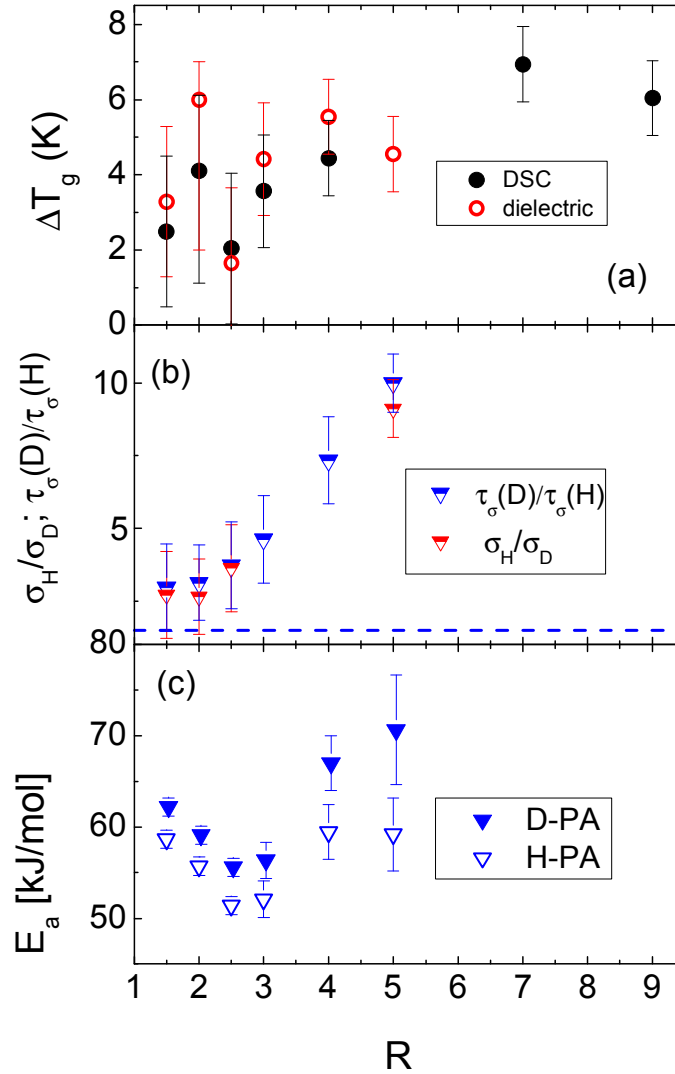 8
6
4
2
0
ΔT_g (K)
DSC
dielectric
(a)
(b)
10
5
σ_H/σ_D; τ_σ(D)/τ_σ(H)
τ_σ(D)/τ_σ(H)
σ_H/σ_D
80
(c)
70
60
50
E_a [kJ/mol]
D-PA
H-PA
1 2 3 4 5 6 7 8 9
R